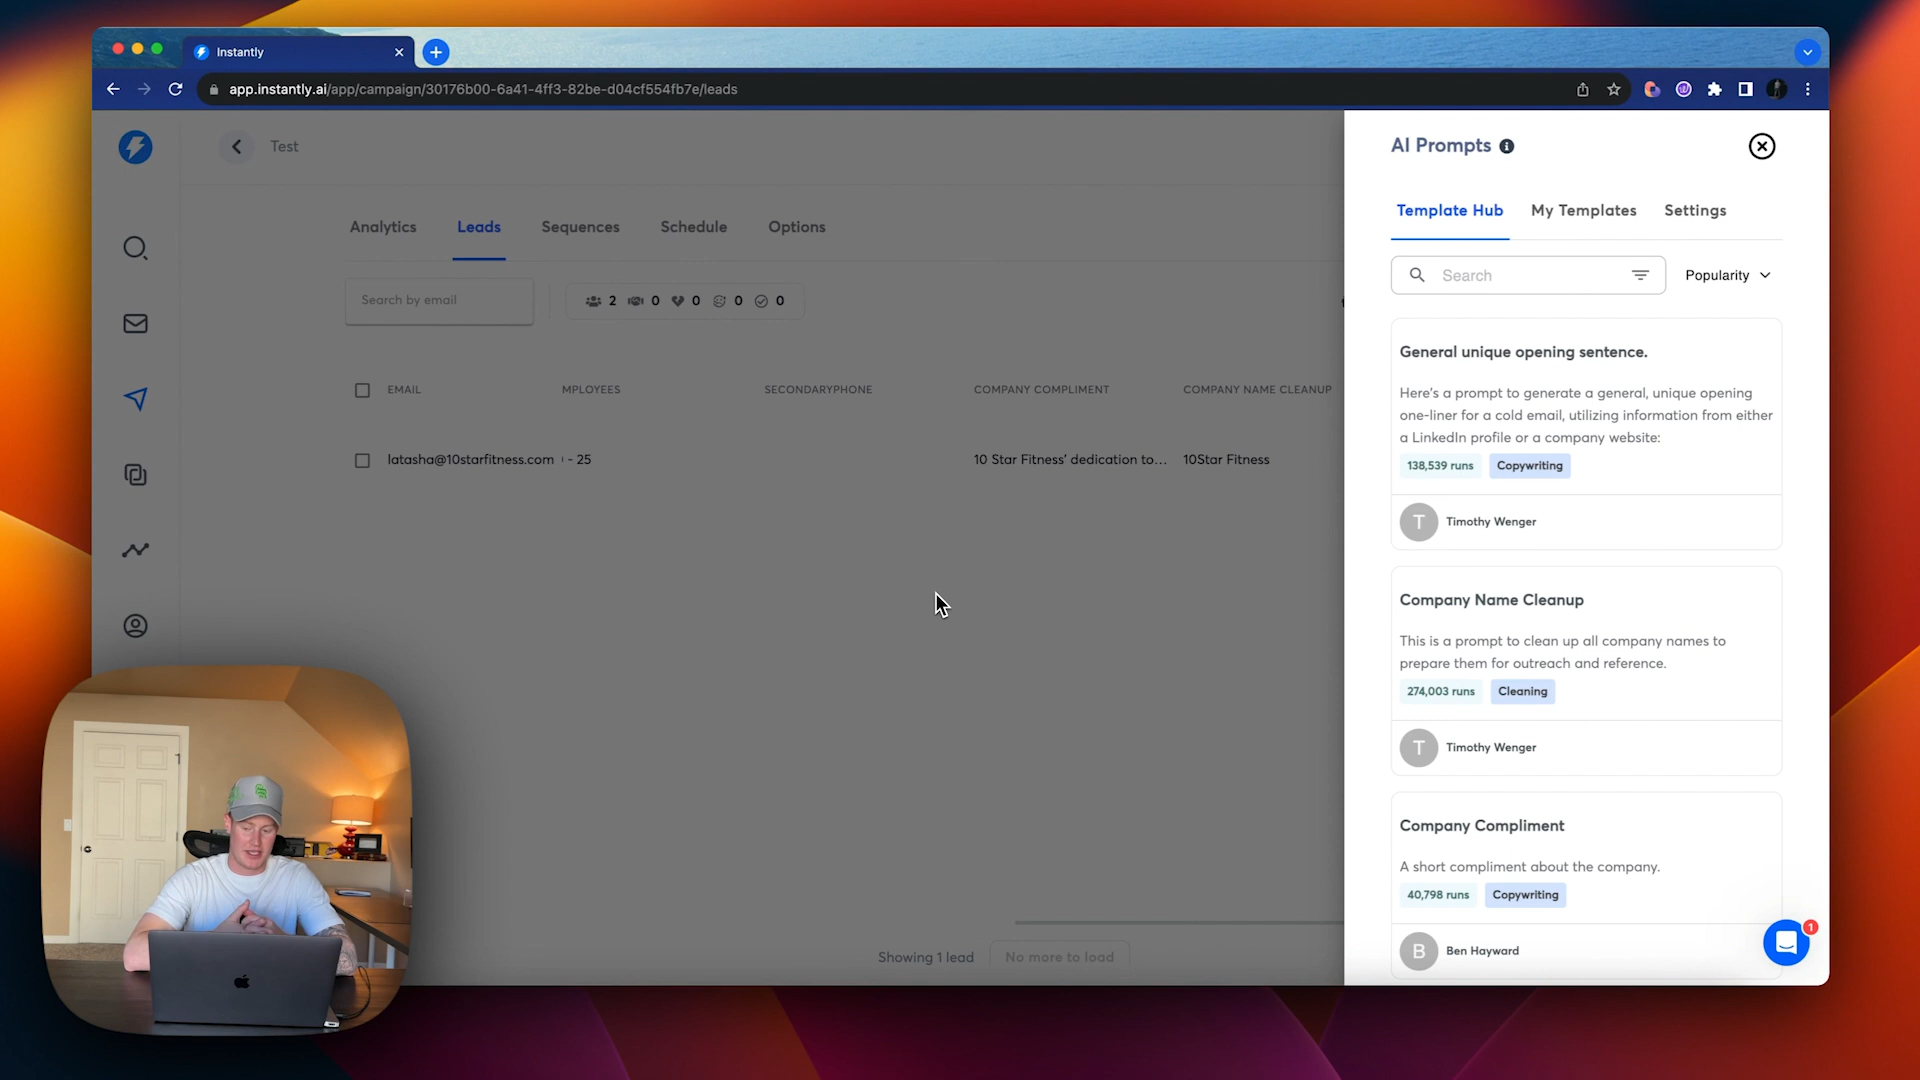 Instantly
app.instantly.ai/app/campaign/30176b00-6a41-4ff3-82be-d04cf554fb7e/leads
Test
Analytics
Leads
Sequences
Schedule
Options
Search by email
2
0
0
0
0
EMAIL
MPLOYEES
SECONDARYPHONE
COMPANY COMPLIMENT
COMPANY NAME CLEANUP
latasha@10starfitness.com
- 25
10 Star Fitness' dedication to...
10Star Fitness
Showing 1 lead
No more to load
AI Prompts
Template Hub
My Templates
Settings
Search
Popularity
General unique opening sentence.
Here's a prompt to generate a general, unique opening
one-liner for a cold email, utilizing information from either
a LinkedIn profile or a company website:
138,539 runs
Copywriting
T
Timothy Wenger
Company Name Cleanup
This is a prompt to clean up all company names to
prepare them for outreach and reference.
274,003 runs
Cleaning
T
Timothy Wenger
Company Compliment
A short compliment about the company.
40,798 runs
Copywriting
B
Ben Hayward
1